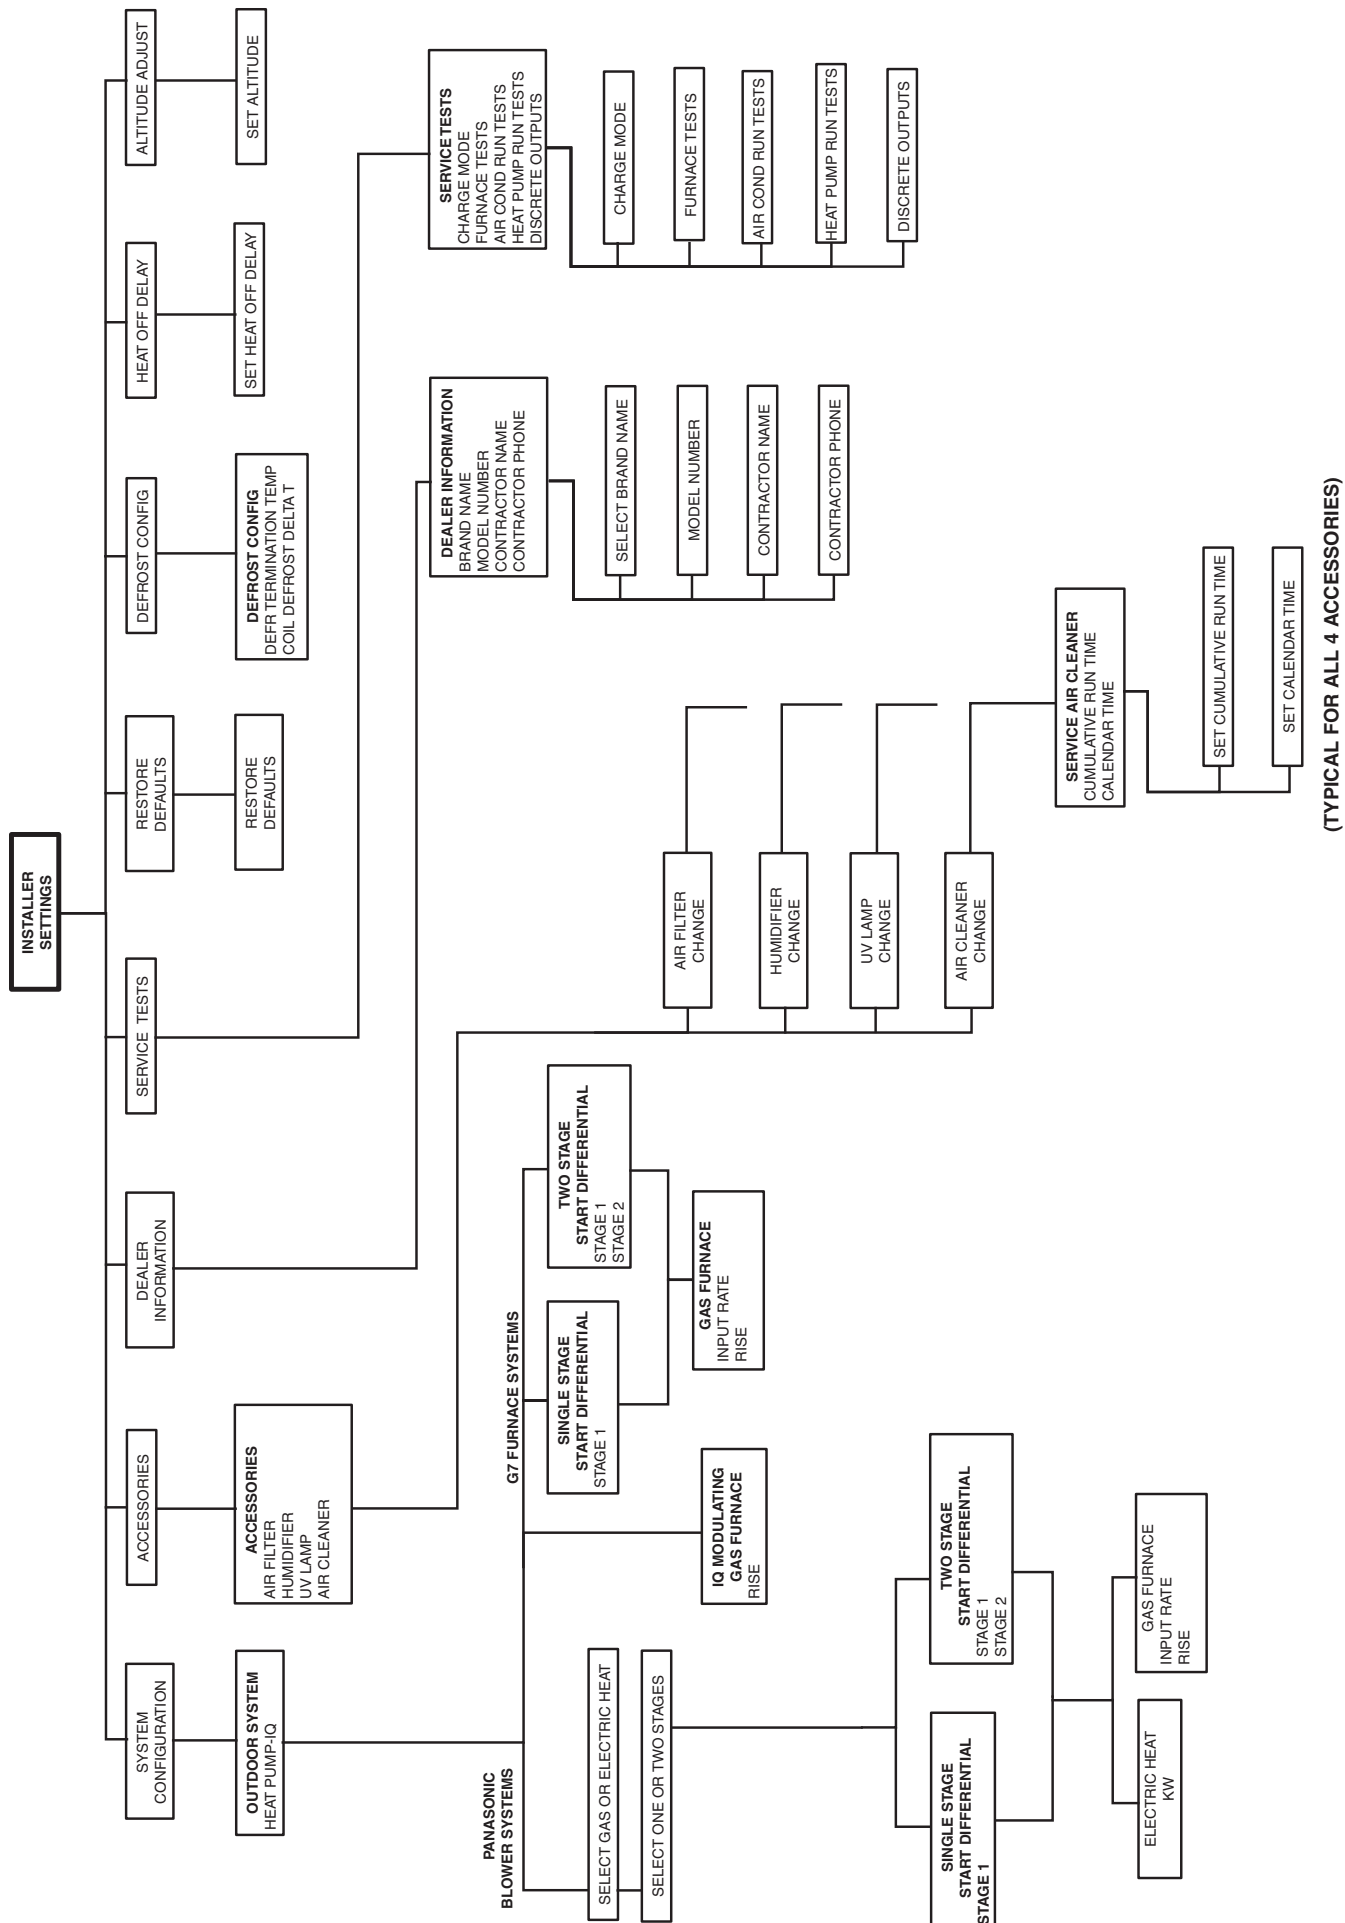 INSTALLER
SETTINGS
SYSTEM
CONFIGURATION
ACCESSORIES
DEALER
INFORMATION
SERVICE TESTS
RESTORE
DEFAULTS
DEFROST CONFIG
HEAT OFF DELAY
ALTITUDE ADJUST
OUTDOOR SYSTEM
HEAT PUMP-IQ
ACCESSORIES
AIR FILTER
HUMIDIFIER
UV LAMP
AIR CLEANER
RESTORE
DEFAULTS
DEFROST CONFIG
DEFR TERMINATION TEMP
COIL DEFROST DELTA T
SET HEAT OFF DELAY
SET ALTITUDE
DEALER INFORMATION
BRAND NAME
MODEL NUMBER
CONTRACTOR NAME
CONTRACTOR PHONE
SERVICE TESTS
CHARGE MODE
FURNACE TESTS
AIR COND RUN TESTS
HEAT PUMP RUN TESTS
DISCRETE OUTPUTS
PANASONIC
BLOWER SYSTEMS
G7 FURNACE SYSTEMS
SELECT GAS OR ELECTRIC HEAT
SELECT ONE OR TWO STAGES
SINGLE STAGE
START DIFFERENTIAL
STAGE 1
TWO STAGE
START DIFFERENTIAL
STAGE 1
STAGE 2
IQ MODULATING
GAS FURNACE
RISE
GAS FURNACE
INPUT RATE
RISE
SELECT BRAND NAME
MODEL NUMBER
CONTRACTOR NAME
CONTRACTOR PHONE
CHARGE MODE
FURNACE TESTS
AIR COND RUN TESTS
HEAT PUMP RUN TESTS
DISCRETE OUTPUTS
AIR FILTER
CHANGE
HUMIDIFIER
CHANGE
UV LAMP
CHANGE
AIR CLEANER
CHANGE
SINGLE STAGE
START DIFFERENTIAL
STAGE 1
TWO STAGE
START DIFFERENTIAL
STAGE 1
STAGE 2
ELECTRIC HEAT
KW
GAS FURNACE
INPUT RATE
RISE
SERVICE AIR CLEANER
CUMULATIVE RUN TIME
CALENDAR TIME
SET CUMULATIVE RUN TIME
SET CALENDAR TIME
(TYPICAL FOR ALL 4 ACCESSORIES)